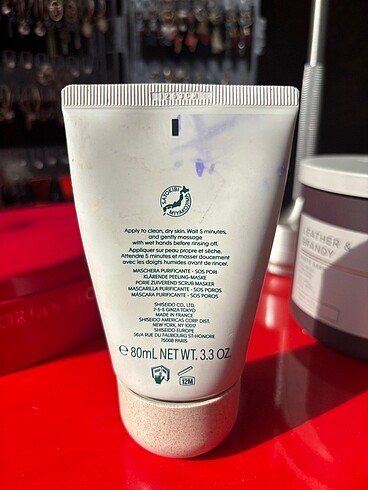 SATOKIBI
MIYAKOJIMA
Apply to clean, dry skin. Wait 5 minutes,
and gently massage
with wet hands before rinsing off.
Appliquer sur peau propre et sèche.
Attendre 5 minutes et masser doucement
avec les doigts humides avant de rincer.
MASCHERA PURIFICANTE - SOS PORI
KLÄRENDE PEELING-MASKE
PORIE ZUIVEREND SCRUB MASKER
MASCARILLA PURIFICANTE - SOS POROS
MÁSCARA PURIFICANTE - SOS POROS
SHISEIDO CO., LTD.
7-5-5 GINZA TOKYO
MADE IN FRANCE
SHISEIDO AMERICAS CORP. DIST.
NEW YORK, NY 10017
SHISEIDO EUROPE
56/A RUE DU FAUBOURG ST-HONORE
75008 PARIS
℮ 80mL NET WT. 3.3 OZ.
12M
LEATHER &
BRANDY